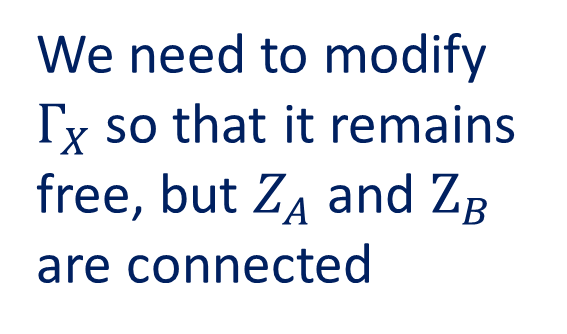 We need to modify
Γ_X so that it remains
free, but Z_A and Z_B
are connected